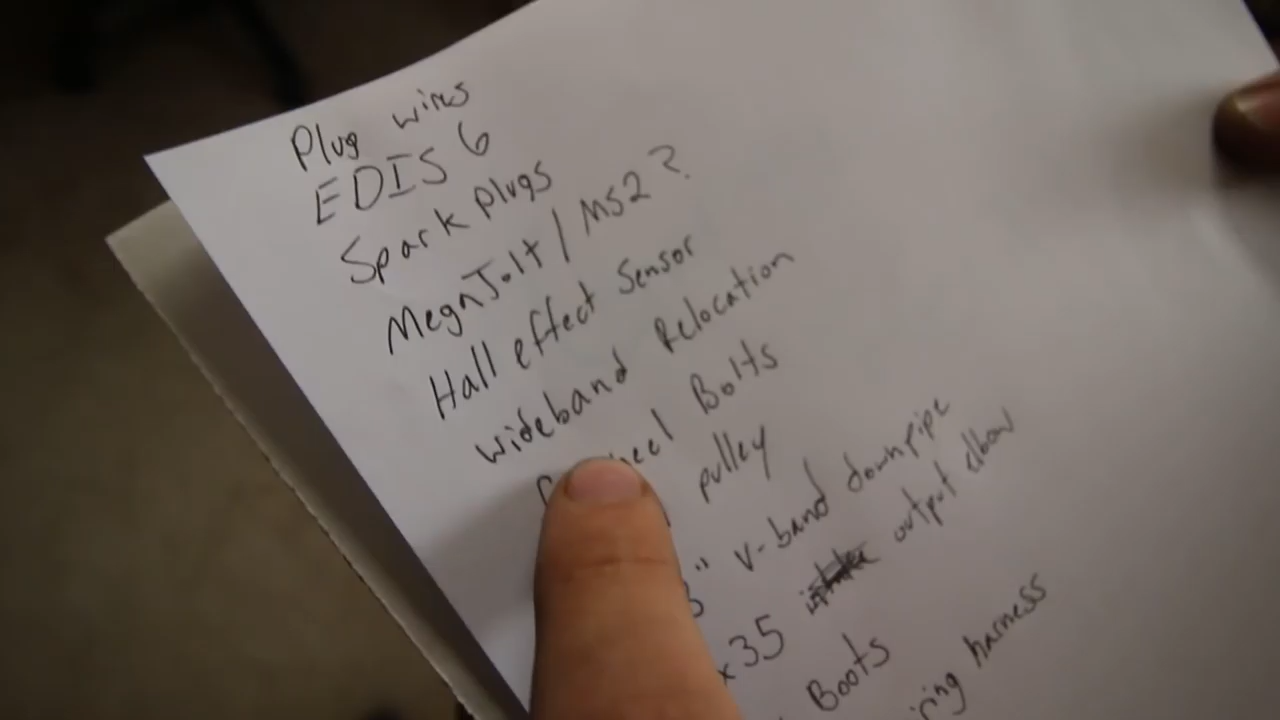 Plug wires
EDIS 6
Spark plugs
MegaJolt / MS2 ?
Hall effect Sensor
wideband Relocation
Bolts
pulley
3" v-band downpipe
x35 output elbow
Boots
harness